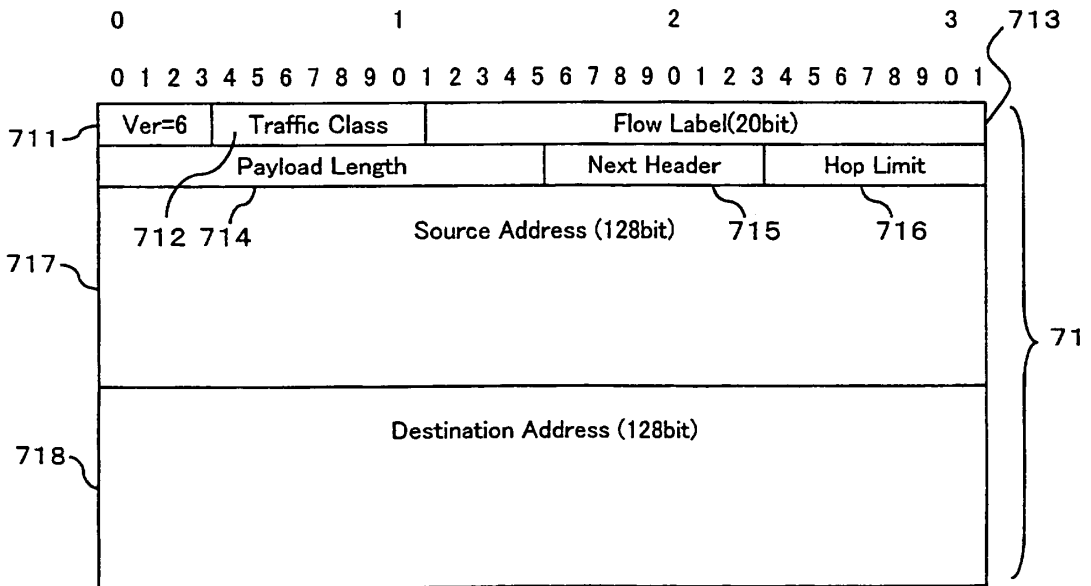 0 1 2 3 713
0 1 2 3 4 5 6 7 8 9 0 1 2 3 4 5 6 7 8 9 0 1 2 3 4 5 6 7 8 9 0 1
711 Ver=6 Traffic Class Flow Label(20bit)
Payload Length Next Header Hop Limit
712 714 Source Address (128bit) 715 716
717
71
Destination Address (128bit)
718